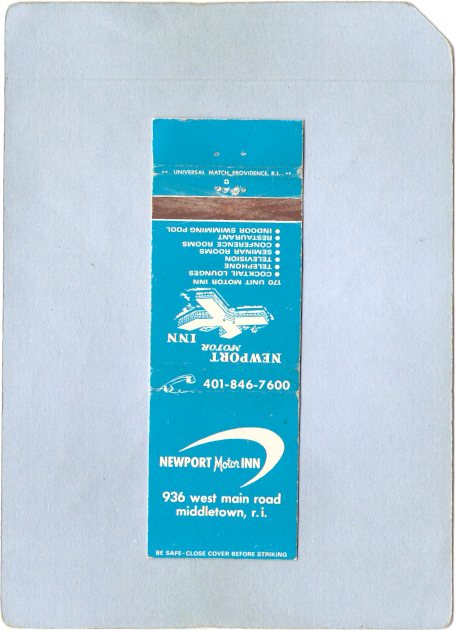 UNIVERSAL MATCH, PROVIDENCE, R.I.
NEWPORT
MOTOR
INN
170 UNIT MOTOR INN
● COCKTAIL LOUNGES
● TELEPHONE
● TELEVISION
● SEMINAR ROOMS
● CONFERENCE ROOMS
● RESTAURANT
● INDOOR SWIMMING POOL
401-846-7600
NEWPORT Motor INN
936 west main road
middletown, r.i.
BE SAFE - CLOSE COVER BEFORE STRIKING